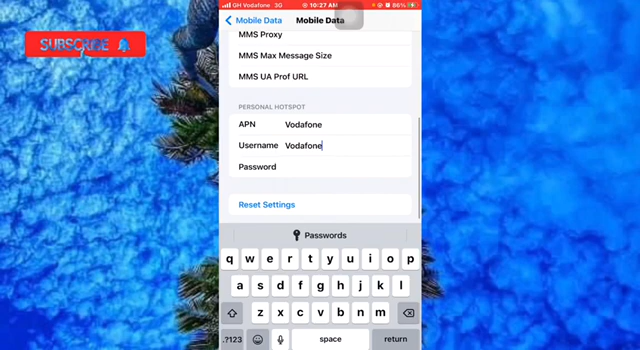 GH Vodafone 3G 10:27 AM 86%
Mobile Data Mobile Data
SUBSCRIBE
MMS Proxy
MMS Max Message Size
MMS UA Prof URL
PERSONAL HOTSPOT
APN Vodafone
Username Vodafone
Password
Reset Settings
Passwords
q w e r t y u i o p
a s d f g h j k l
z x c v b n m
.?123 space return